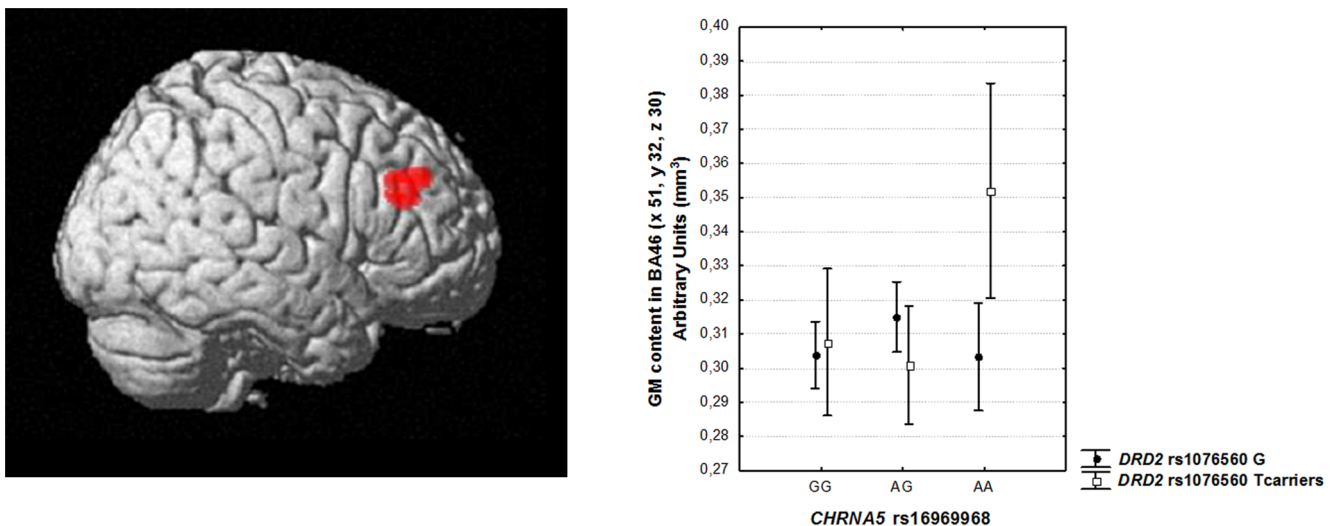 GM content in BA46 (x 51, y 32, z 30)
Arbitrary Units (mm³)
0,40
0,39
0,38
0,37
0,36
0,35
0,34
0,33
0,32
0,31
0,30
0,29
0,28
0,27
GG AG AA
CHRNA5 rs16969968
DRD2 rs1076560 G
DRD2 rs1076560 Tcarriers